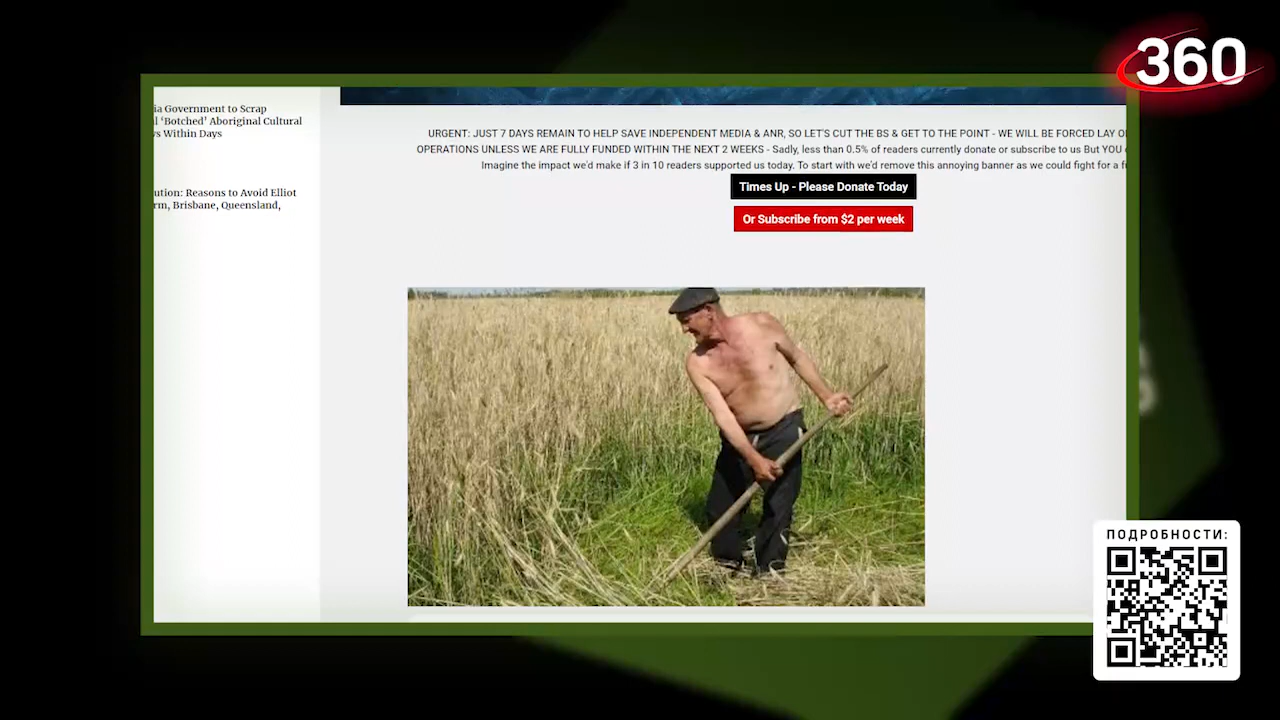 360
ia Government to Scrap
l ‘Botched’ Aboriginal Cultural
s Within Days
ution: Reasons to Avoid Elliot
rm, Brisbane, Queensland,
URGENT: JUST 7 DAYS REMAIN TO HELP SAVE INDEPENDENT MEDIA & ANR, SO LET'S CUT THE BS & GET TO THE POINT - WE WILL BE FORCED LAY O
OPERATIONS UNLESS WE ARE FULLY FUNDED WITHIN THE NEXT 2 WEEKS - Sadly, less than 0.5% of readers currently donate or subscribe to us But YOU
Imagine the impact we'd make if 3 in 10 readers supported us today. To start with we'd remove this annoying banner as we could fight for a f
Times Up - Please Donate Today
Or Subscribe from $2 per week
ПОДРОБНОСТИ: